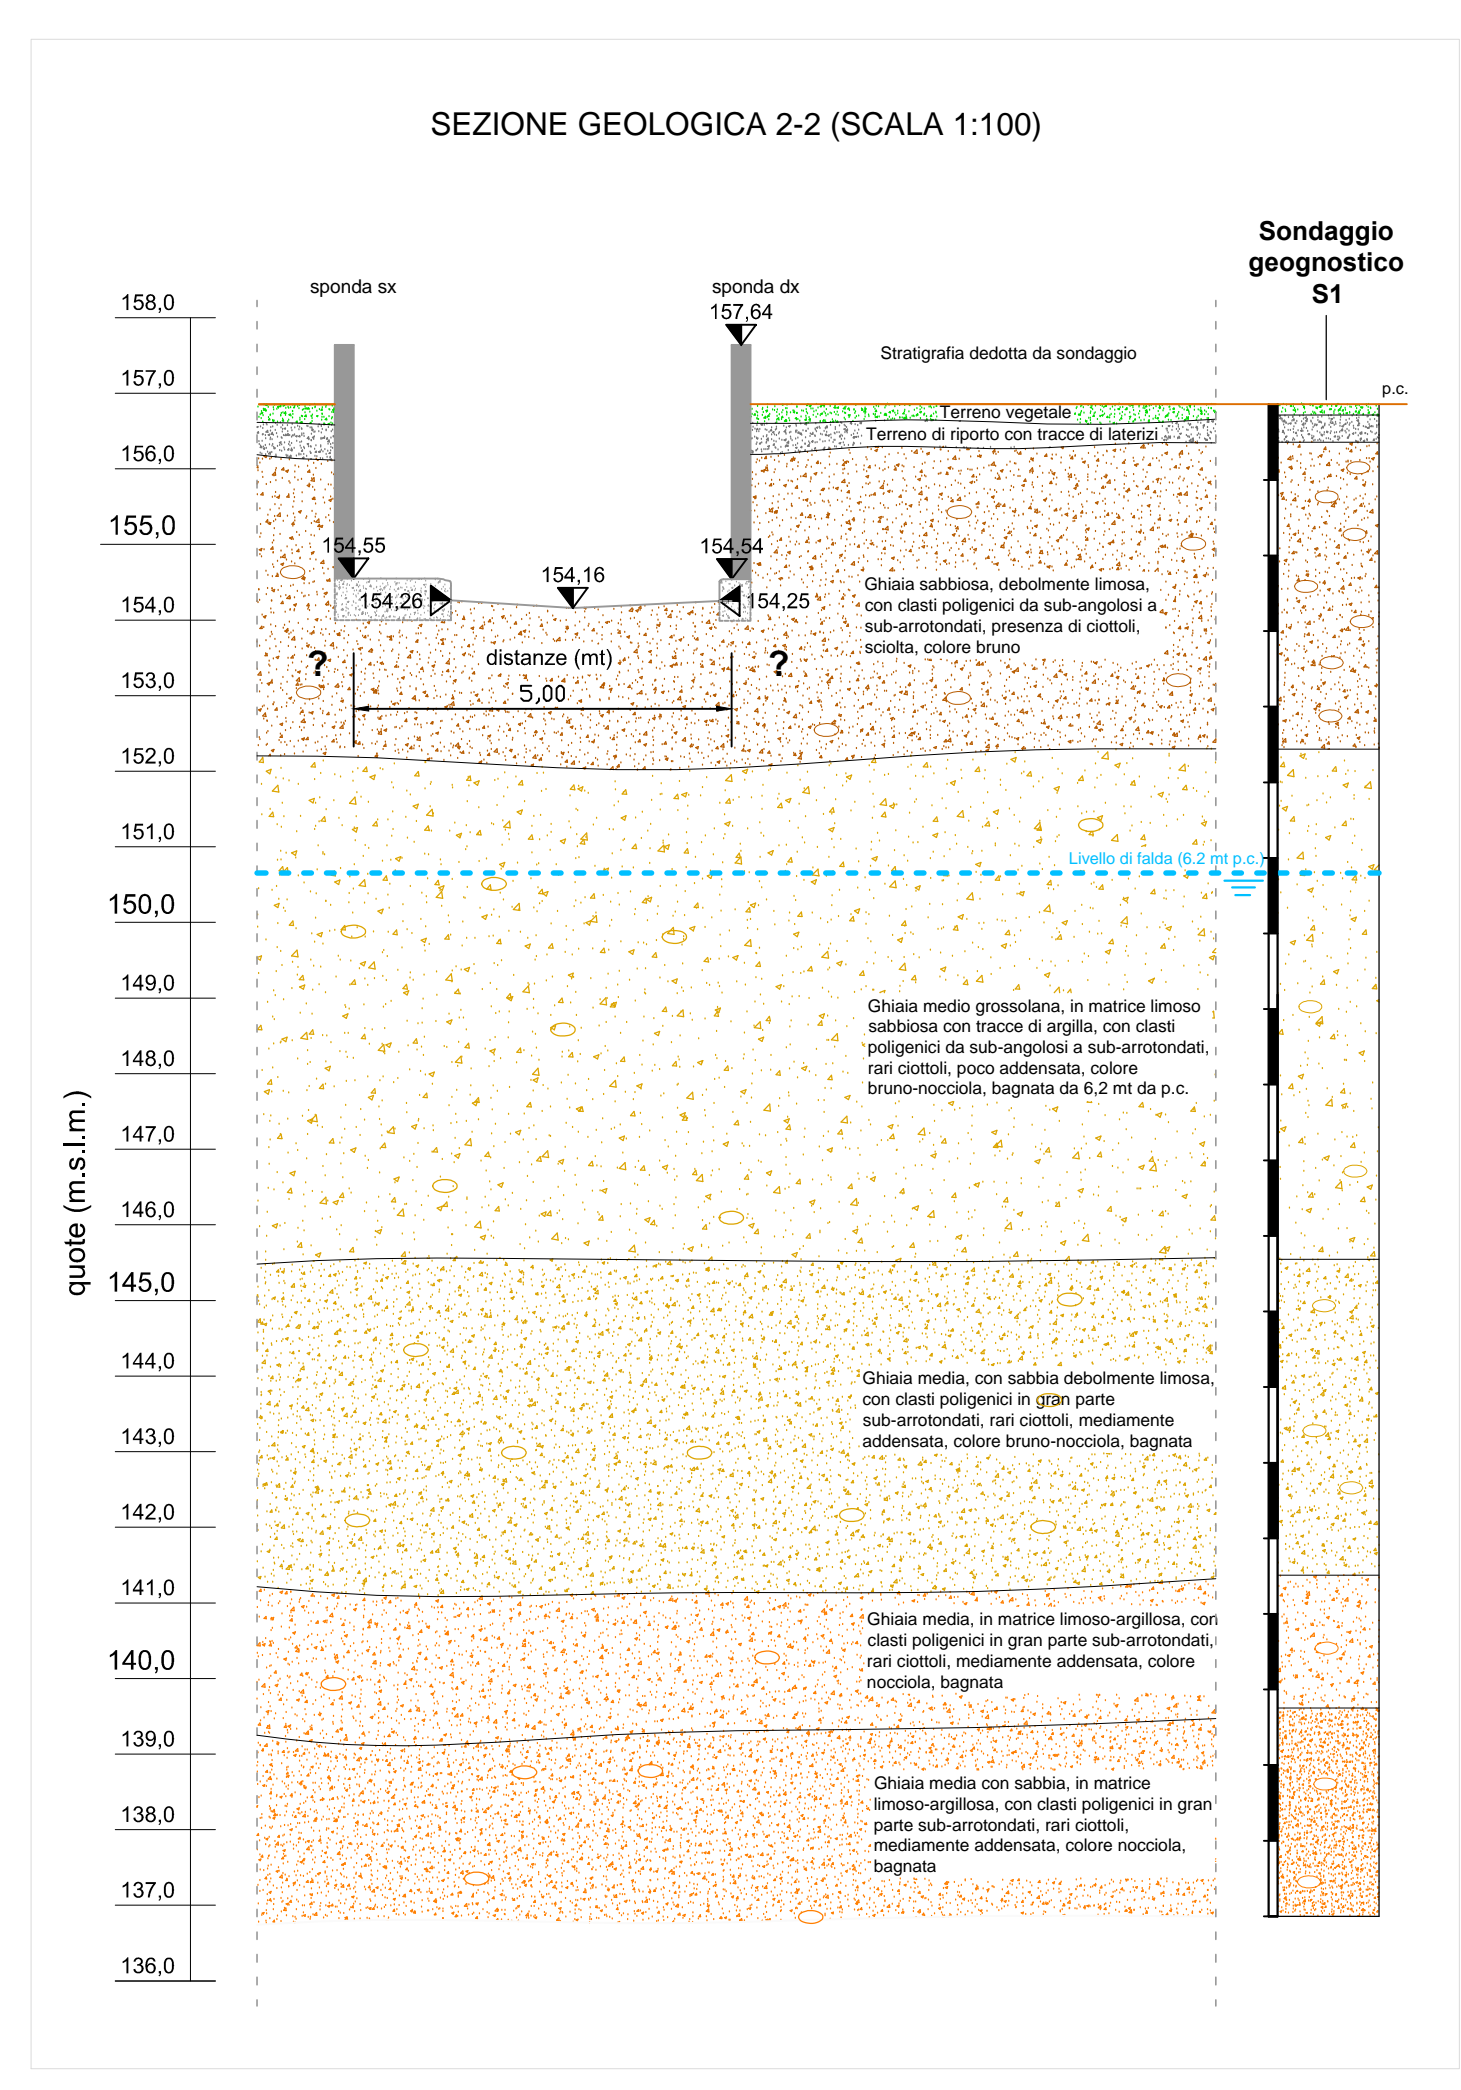 SEZIONE GEOLOGICA 2-2 (SCALA 1:100)
Sondaggio
geognostico
S1
sponda sx
sponda dx
157,64
Stratigrafia dedotta da sondaggio
p.c.
Terreno vegetale
Terreno di riporto con tracce di laterizi
154,55
154,54
154,16
154,26
154,25
Ghiaia sabbiosa, debolmente limosa,
con clasti poligenici da sub-angolosi a
sub-arrotondati, presenza di ciottoli,
sciolta, colore bruno
?
distanze (mt)
?
5,00
Livello di falda (6.2 mt p.c.)
Ghiaia medio grossolana, in matrice limoso
sabbiosa con tracce di argilla, con clasti
poligenici da sub-angolosi a sub-arrotondati,
rari ciottoli, poco addensata, colore
bruno-nocciola, bagnata da 6,2 mt da p.c.
Ghiaia media, con sabbia debolmente limosa,
con clasti poligenici in gran parte
sub-arrotondati, rari ciottoli, mediamente
addensata, colore bruno-nocciola, bagnata
Ghiaia media, in matrice limoso-argillosa, con
clasti poligenici in gran parte sub-arrotondati,
rari ciottoli, mediamente addensata, colore
nocciola, bagnata
Ghiaia media con sabbia, in matrice
limoso-argillosa, con clasti poligenici in gran
parte sub-arrotondati, rari ciottoli,
mediamente addensata, colore nocciola,
bagnata
quote (m.s.l.m.)
158,0
157,0
156,0
155,0
154,0
153,0
152,0
151,0
150,0
149,0
148,0
147,0
146,0
145,0
144,0
143,0
142,0
141,0
140,0
139,0
138,0
137,0
136,0